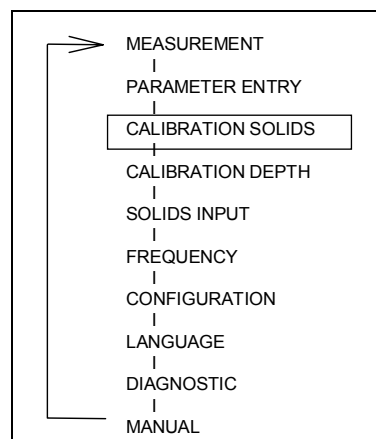 MEASUREMENT
PARAMETER ENTRY
CALIBRATION SOLIDS
CALIBRATION DEPTH
SOLIDS INPUT
FREQUENCY
CONFIGURATION
LANGUAGE
DIAGNOSTIC
MANUAL